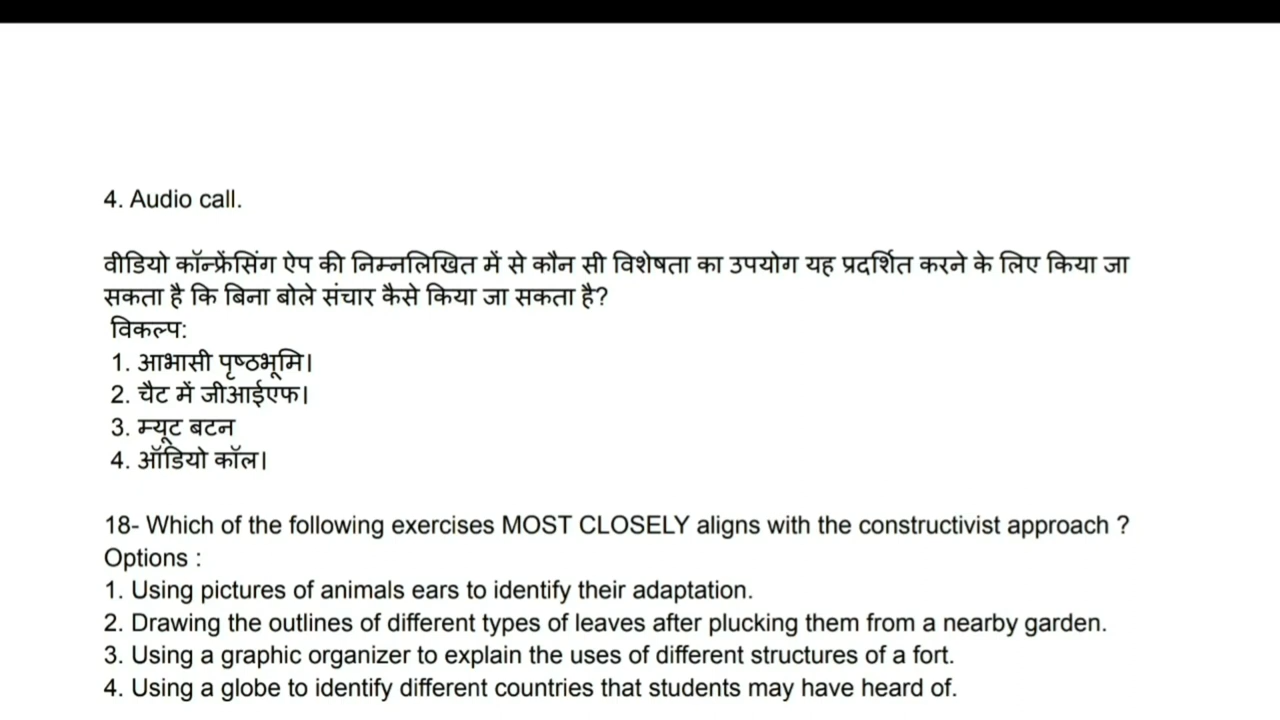 4. Audio call.
वीडियो कॉन्फ्रेंसिंग ऐप की निम्नलिखित में से कौन सी विशेषता का उपयोग यह प्रदर्शित करने के लिए किया जा
सकता है कि बिना बोले संचार कैसे किया जा सकता है?
विकल्प:
1. आभासी पृष्ठभूमि।
2. चैट में जीआईएफ।
3. म्यूट बटन
4. ऑडियो कॉल।
18- Which of the following exercises MOST CLOSELY aligns with the constructivist approach ?
Options :
1. Using pictures of animals ears to identify their adaptation.
2. Drawing the outlines of different types of leaves after plucking them from a nearby garden.
3. Using a graphic organizer to explain the uses of different structures of a fort.
4. Using a globe to identify different countries that students may have heard of.